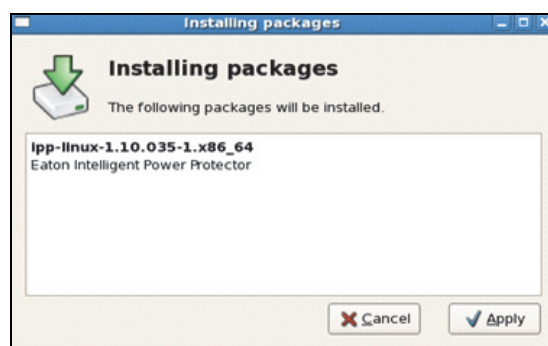 Installing packages
Installing packages
The following packages will be installed.
ipp-linux-1.10.035-1.x86_64
Eaton Intelligent Power Protector
Cancel
Apply